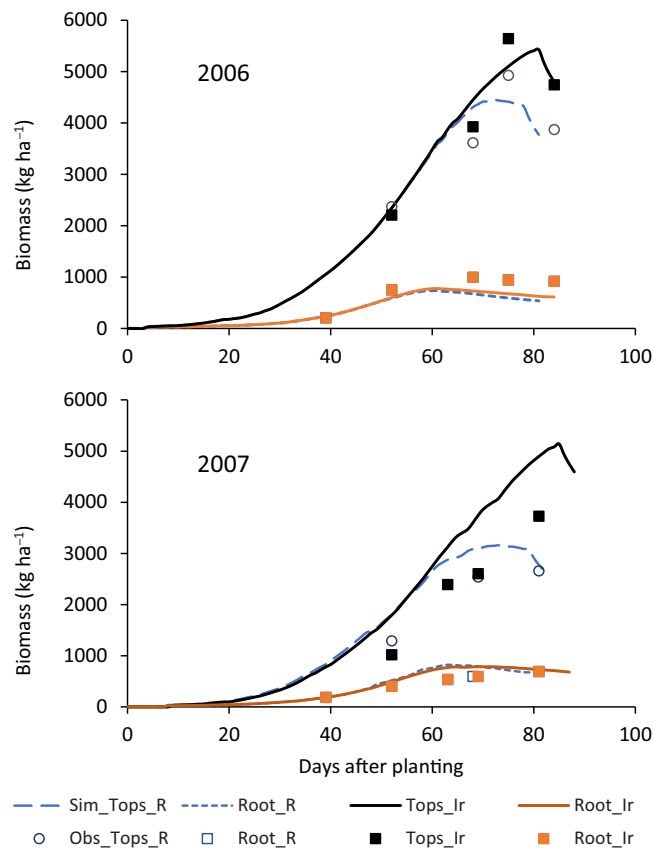 6000
5000
4000
3000
2000
1000
0
Biomass (kg ha⁻¹)
2006
0 20 40 60 80 100
6000
5000
4000
3000
2000
1000
0
Biomass (kg ha⁻¹)
2007
0 20 40 60 80 100
Days after planting
Sim_Tops_R Root_R Tops_Ir Root_Ir
Obs_Tops_R Root_R Tops_Ir Root_Ir